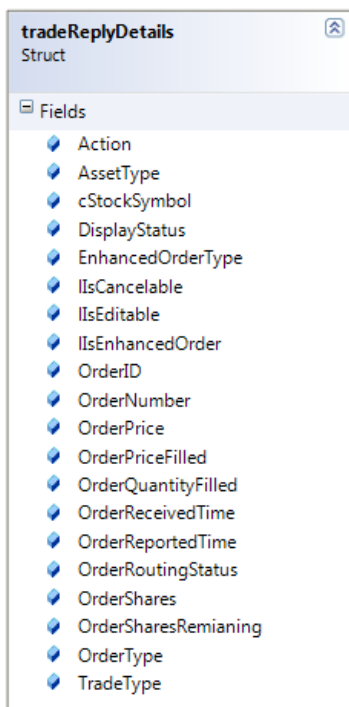 tradeReplyDetails
Struct
Fields
Action
AssetType
cStockSymbol
DisplayStatus
EnhancedOrderType
lIsCancelable
lIsEditable
lIsEnhancedOrder
OrderID
OrderNumber
OrderPrice
OrderPriceFilled
OrderQuantityFilled
OrderReceivedTime
OrderReportedTime
OrderRoutingStatus
OrderShares
OrderSharesRemianing
OrderType
TradeType